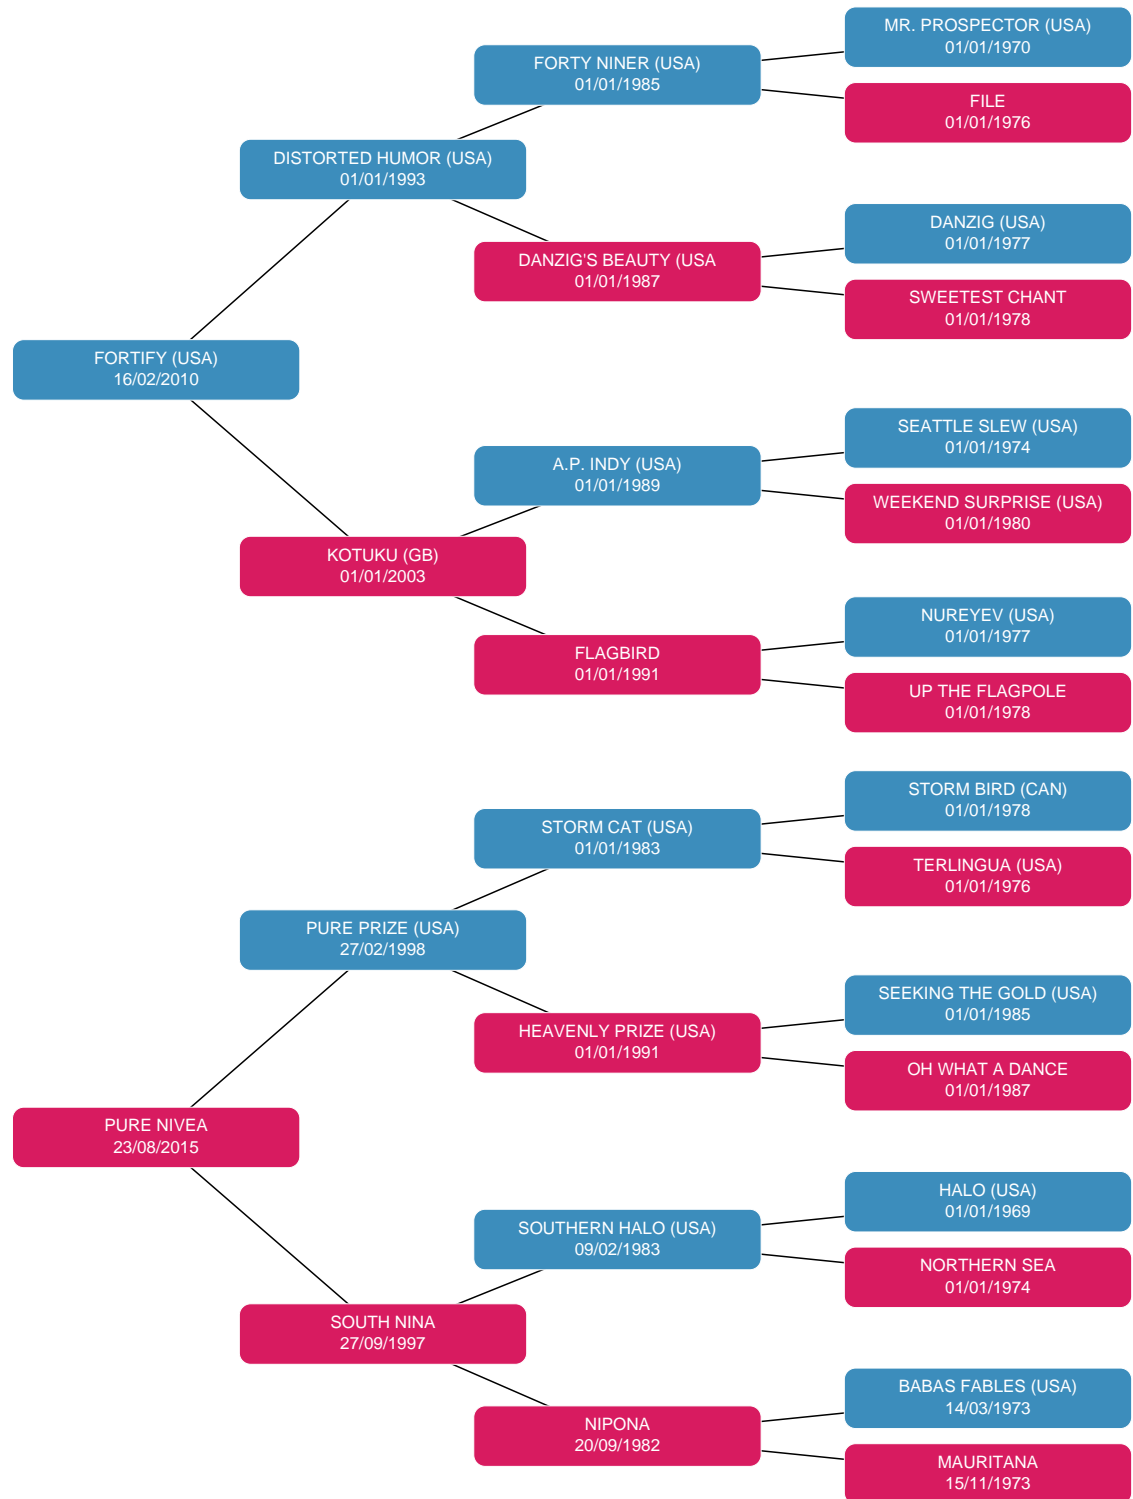 MR. PROSPECTOR (USA)
01/01/1970
FORTY NINER (USA)
01/01/1985
FILE
01/01/1976
DISTORTED HUMOR (USA)
01/01/1993
DANZIG (USA)
01/01/1977
DANZIG'S BEAUTY (USA
01/01/1987
SWEETEST CHANT
01/01/1978
FORTIFY (USA)
16/02/2010
SEATTLE SLEW (USA)
01/01/1974
A.P. INDY (USA)
01/01/1989
WEEKEND SURPRISE (USA)
01/01/1980
KOTUKU (GB)
01/01/2003
NUREYEV (USA)
01/01/1977
FLAGBIRD
01/01/1991
UP THE FLAGPOLE
01/01/1978
STORM BIRD (CAN)
01/01/1978
STORM CAT (USA)
01/01/1983
TERLINGUA (USA)
01/01/1976
PURE PRIZE (USA)
27/02/1998
SEEKING THE GOLD (USA)
01/01/1985
HEAVENLY PRIZE (USA)
01/01/1991
OH WHAT A DANCE
01/01/1987
PURE NIVEA
23/08/2015
HALO (USA)
01/01/1969
SOUTHERN HALO (USA)
09/02/1983
NORTHERN SEA
01/01/1974
SOUTH NINA
27/09/1997
BABAS FABLES (USA)
14/03/1973
NIPONA
20/09/1982
MAURITANA
15/11/1973